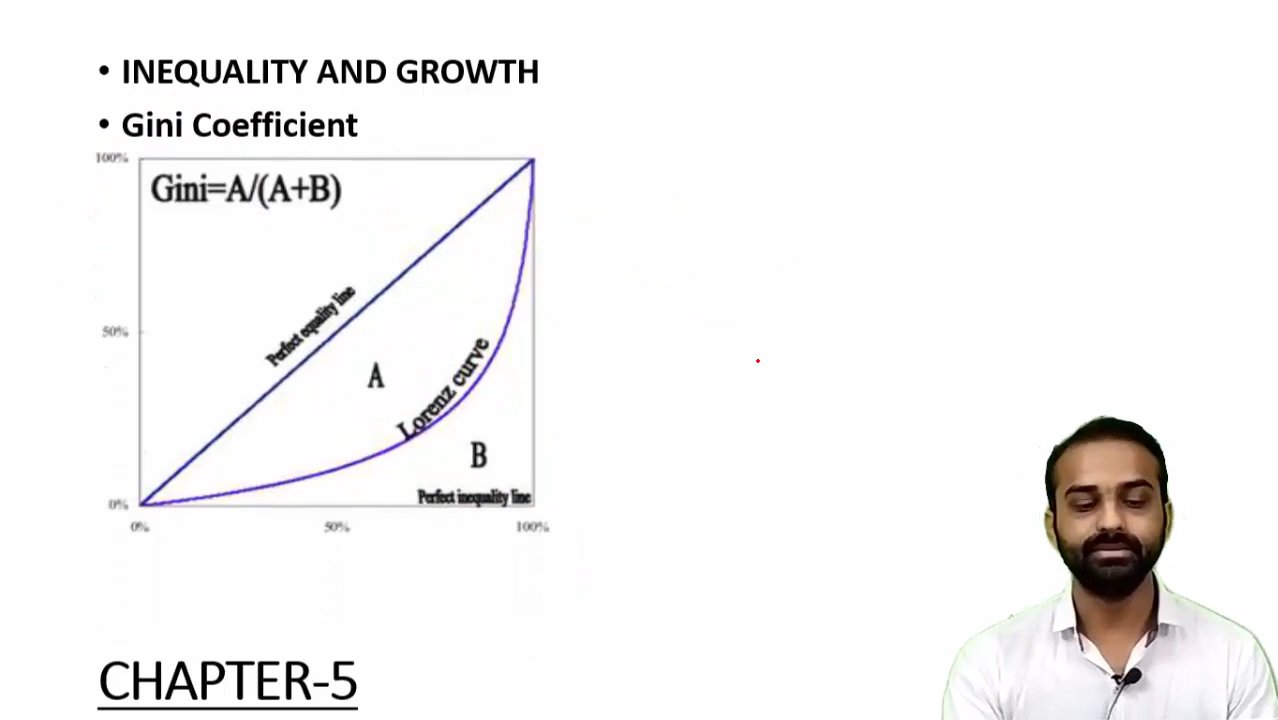 • INEQUALITY AND GROWTH
• Gini Coefficient
100%
Gini=A/(A+B)
Perfect equality line
50%
A
Lorenz curve
B
Perfect inequality line
0%
0% 50% 100%
CHAPTER-5